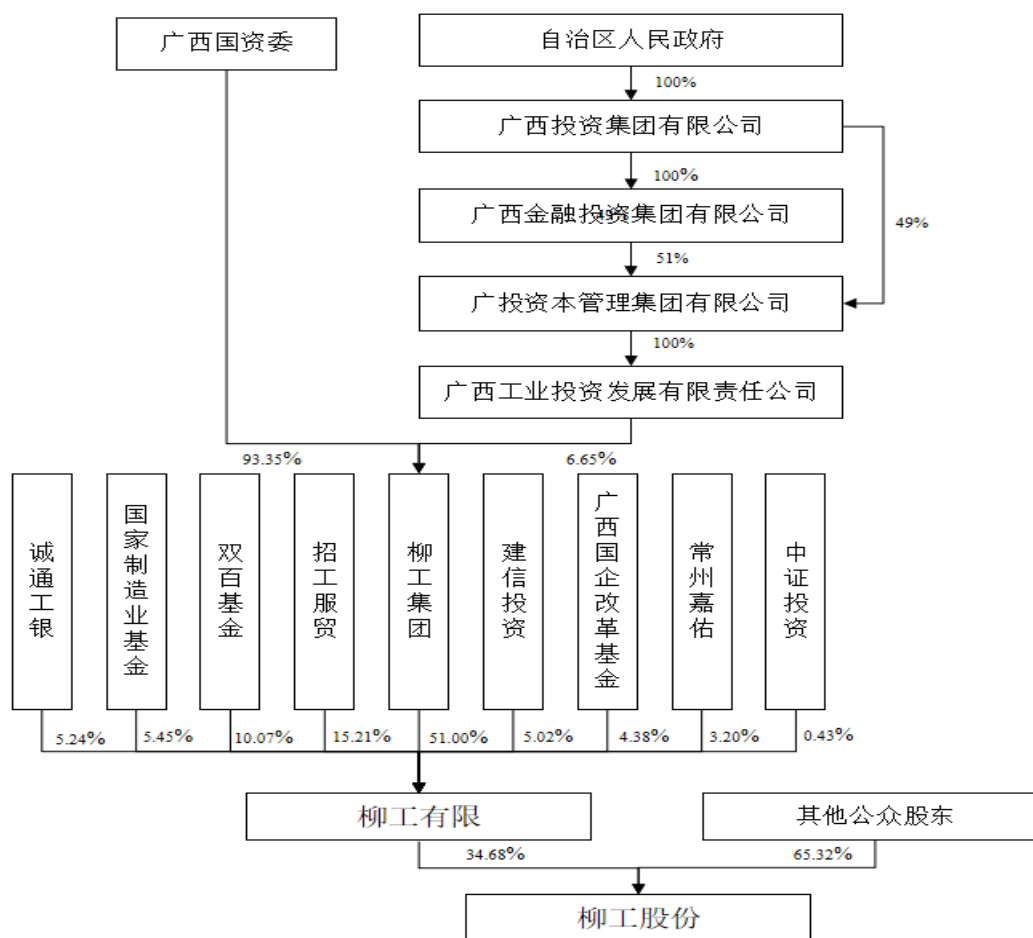 广西国资委
自治区人民政府
100%
广西投资集团有限公司
100%
广西金融投资集团有限公司
49%
51%
广投资本管理集团有限公司
100%
广西工业投资发展有限责任公司
93.35%
6.65%
诚通工银
国家制造业基金
双百基金
招工服贸
柳工集团
建信投资
广西国企改革基金
常州嘉佑
中证投资
5.24%
5.45%
10.07%
15.21%
51.00%
5.02%
4.38%
3.20%
0.43%
柳工有限
其他公众股东
34.68%
65.32%
柳工股份